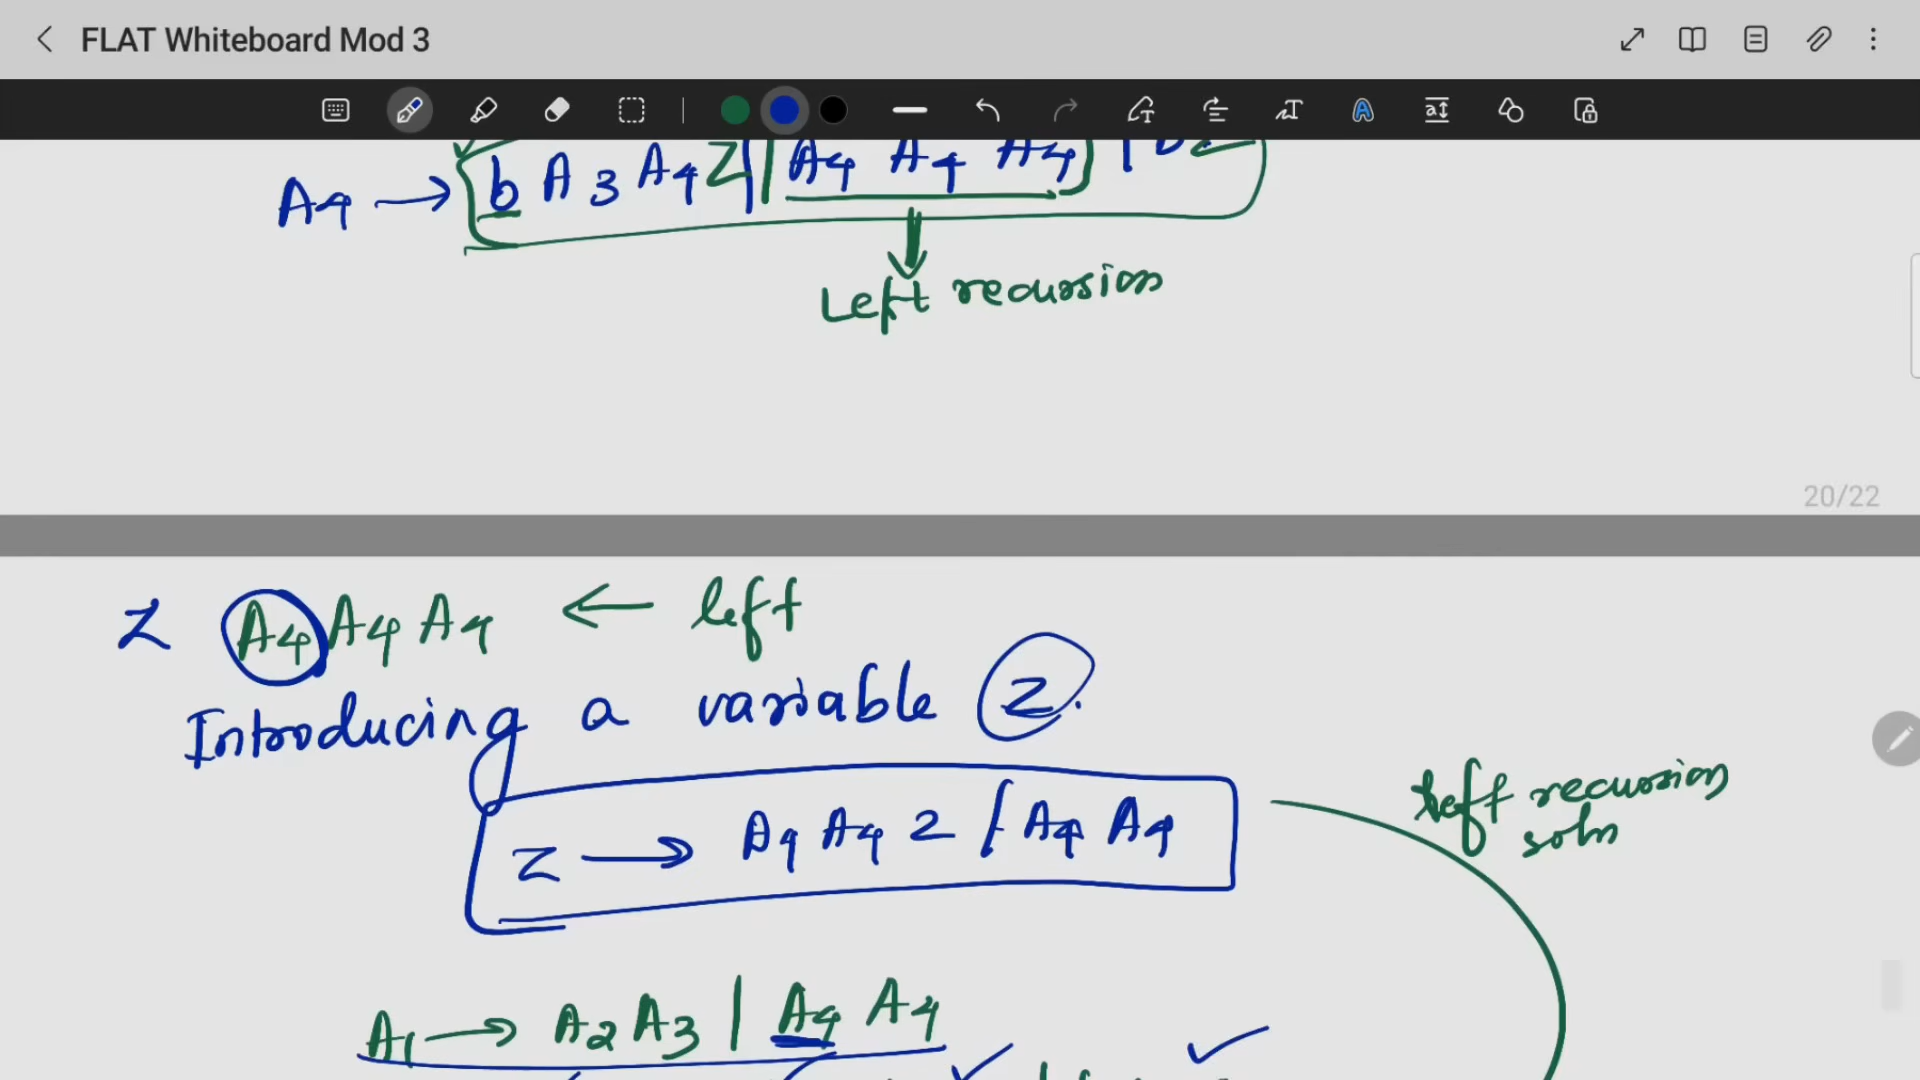 FLAT Whiteboard Mod 3
A4 → b A3 A4 Z | A4 A4 A4 | b
Left recursion
20/22
Z A4 A4 A4 ← left
Introducing a variable Z.
Z → A4 A4 Z | A4 A4
left recursion
soln
A1 → A2 A3 | A4 A4